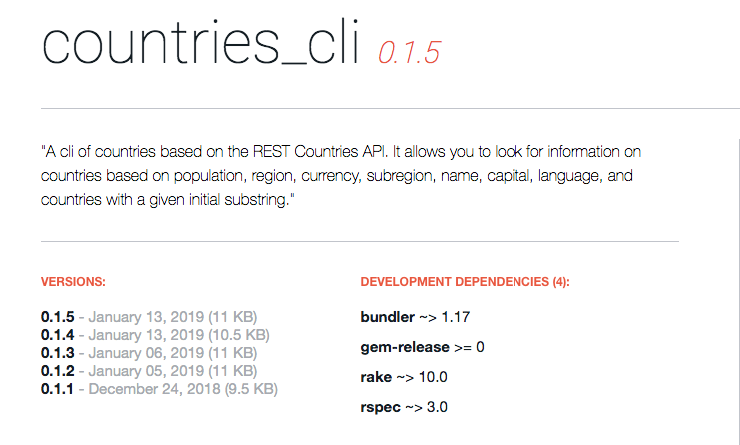 countries_cli 0.1.5
"A cli of countries based on the REST Countries API. It allows you to look for information on
countries based on population, region, currency, subregion, name, capital, language, and
countries with a given initial substring."
VERSIONS:
0.1.5 - January 13, 2019 (11 KB)
0.1.4 - January 13, 2019 (10.5 KB)
0.1.3 - January 06, 2019 (11 KB)
0.1.2 - January 05, 2019 (11 KB)
0.1.1 - December 24, 2018 (9.5 KB)
DEVELOPMENT DEPENDENCIES (4):
bundler ~> 1.17
gem-release >= 0
rake ~> 10.0
rspec ~> 3.0